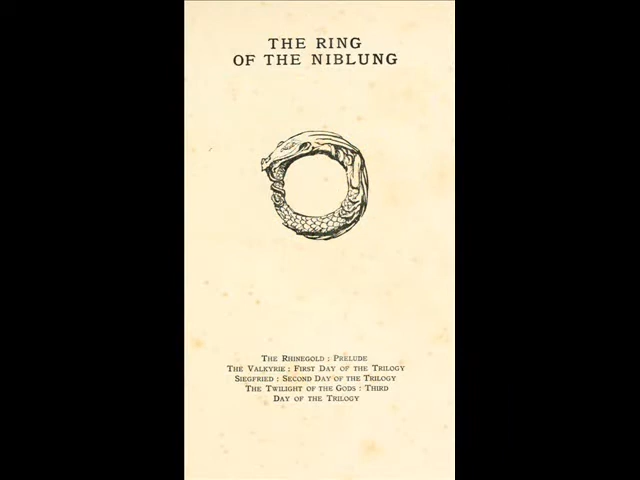 THE RING
OF THE NIBLUNG
The Rhinegold : Prelude
The Valkyrie : First Day of the Trilogy
Siegfried : Second Day of the Trilogy
The Twilight of the Gods : Third
Day of the Trilogy